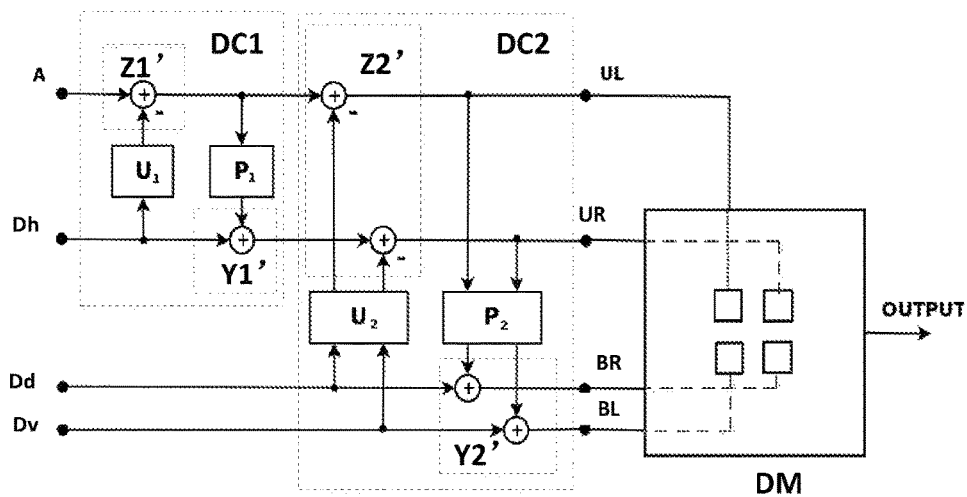 DC1
DC2
A
Z1’
Z2’
UL
+
-
+
-
U₁
P₁
Dh
+
Y1’
+
-
UR
U₂
P₂
OUTPUT
Dd
+
BR
Dv
+
BL
Y2’
DM